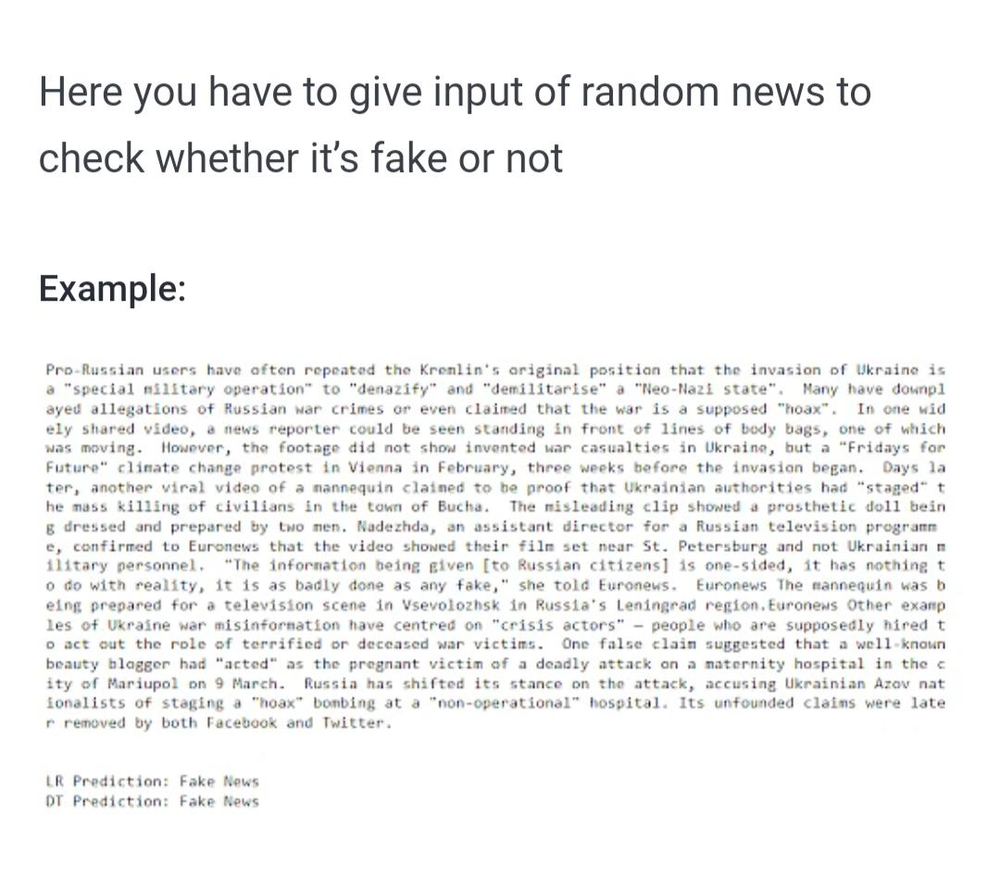 Here you have to give input of random news to
check whether it’s fake or not
Example:
Pro-Russian users have often repeated the Kremlin's original position that the invasion of Ukraine is
a "special military operation" to "denazify" and "demilitarise" a "Neo-Nazi state".  Many have downpl
ayed allegations of Russian war crimes or even claimed that the war is a supposed "hoax".  In one wid
ely shared video, a news reporter could be seen standing in front of lines of body bags, one of which
was moving.  However, the footage did not show invented war casualties in Ukraine, but a "Fridays for
Future" climate change protest in Vienna in February, three weeks before the invasion began.  Days la
ter, another viral video of a mannequin claimed to be proof that Ukrainian authorities had "staged" t
he mass killing of civilians in the town of Bucha.  The misleading clip showed a prosthetic doll bein
g dressed and prepared by two men. Nadezhda, an assistant director for a Russian television programm
e, confirmed to Euronews that the video showed their film set near St. Petersburg and not Ukrainian m
ilitary personnel.  "The information being given [to Russian citizens] is one-sided, it has nothing t
o do with reality, it is as badly done as any fake," she told Euronews.  Euronews The mannequin was b
eing prepared for a television scene in Vsevolozhsk in Russia's Leningrad region.Euronews Other examp
les of Ukraine war misinformation have centred on "crisis actors" – people who are supposedly hired t
o act out the role of terrified or deceased war victims.  One false claim suggested that a well-known
beauty blogger had "acted" as the pregnant victim of a deadly attack on a maternity hospital in the c
ity of Mariupol on 9 March.  Russia has shifted its stance on the attack, accusing Ukrainian Azov nat
ionalists of staging a "hoax" bombing at a "non-operational" hospital. Its unfounded claims were late
r removed by both Facebook and Twitter.
LR Prediction: Fake News
DT Prediction: Fake News